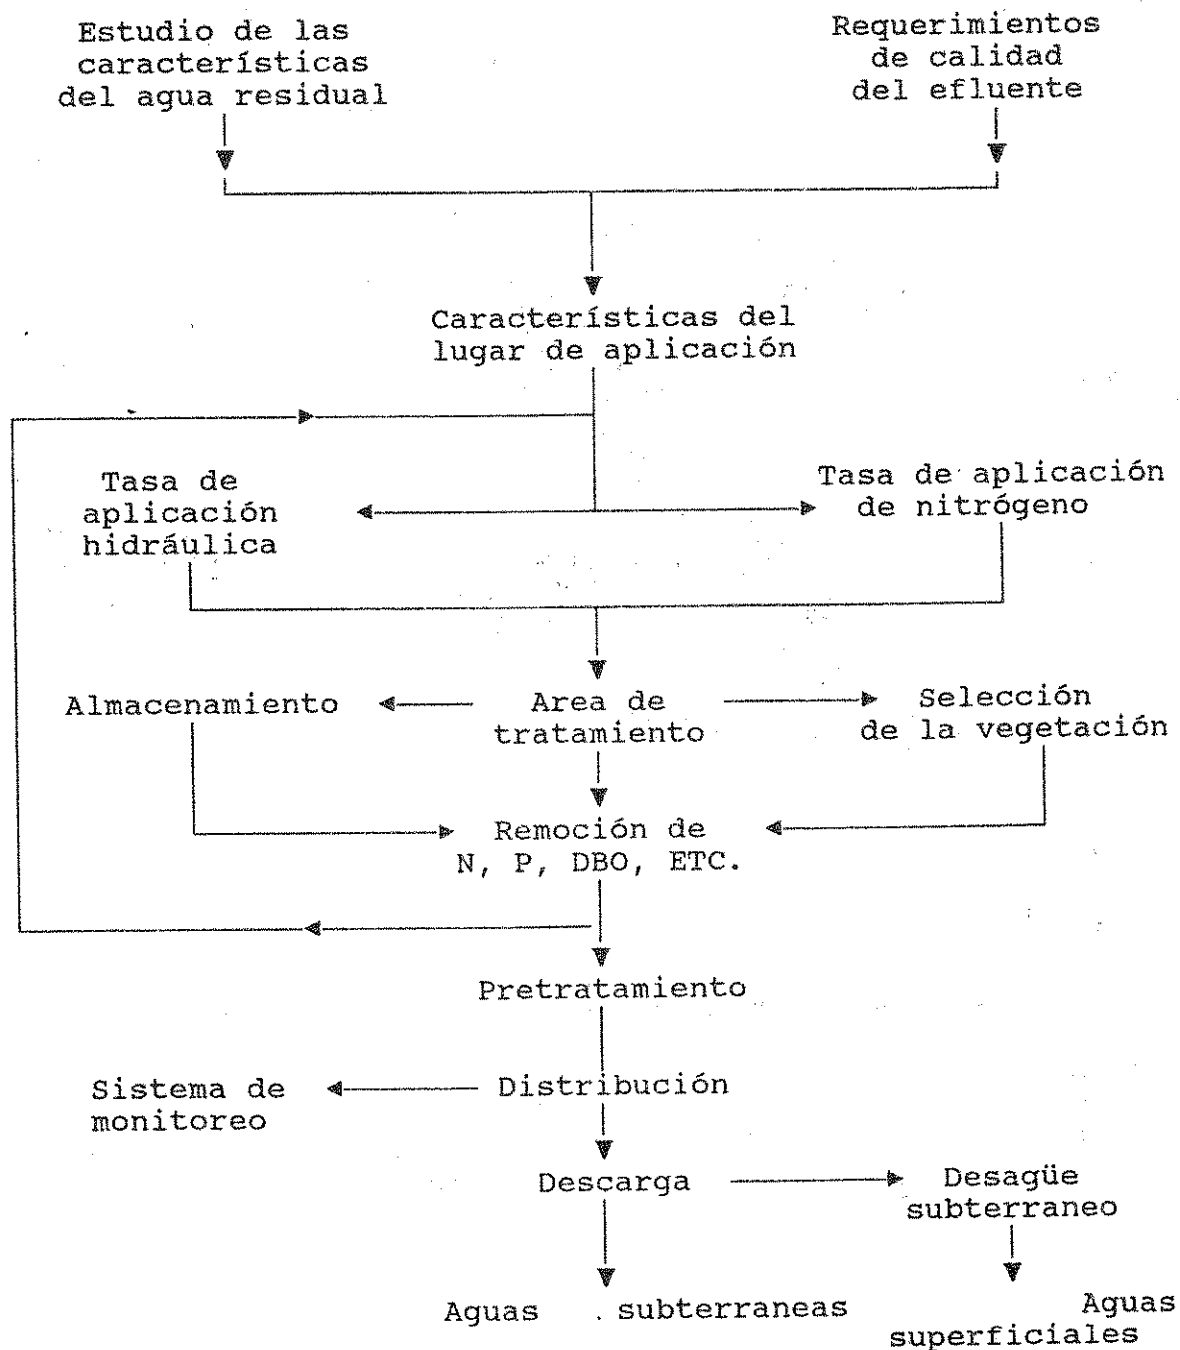 Estudio de las
características
del agua residual
Requerimientos
de calidad
del efluente
Características del
lugar de aplicación
Tasa de
aplicación
hidráulica
Tasa de aplicación
de nitrógeno
Almacenamiento
Area de
tratamiento
Selección
de la vegetación
Remoción de
N, P, DBO, ETC.
Pretratamiento
Sistema de
monitoreo
Distribución
Descarga
Desagüe
subterraneo
Aguas subterraneas
Aguas
superficiales